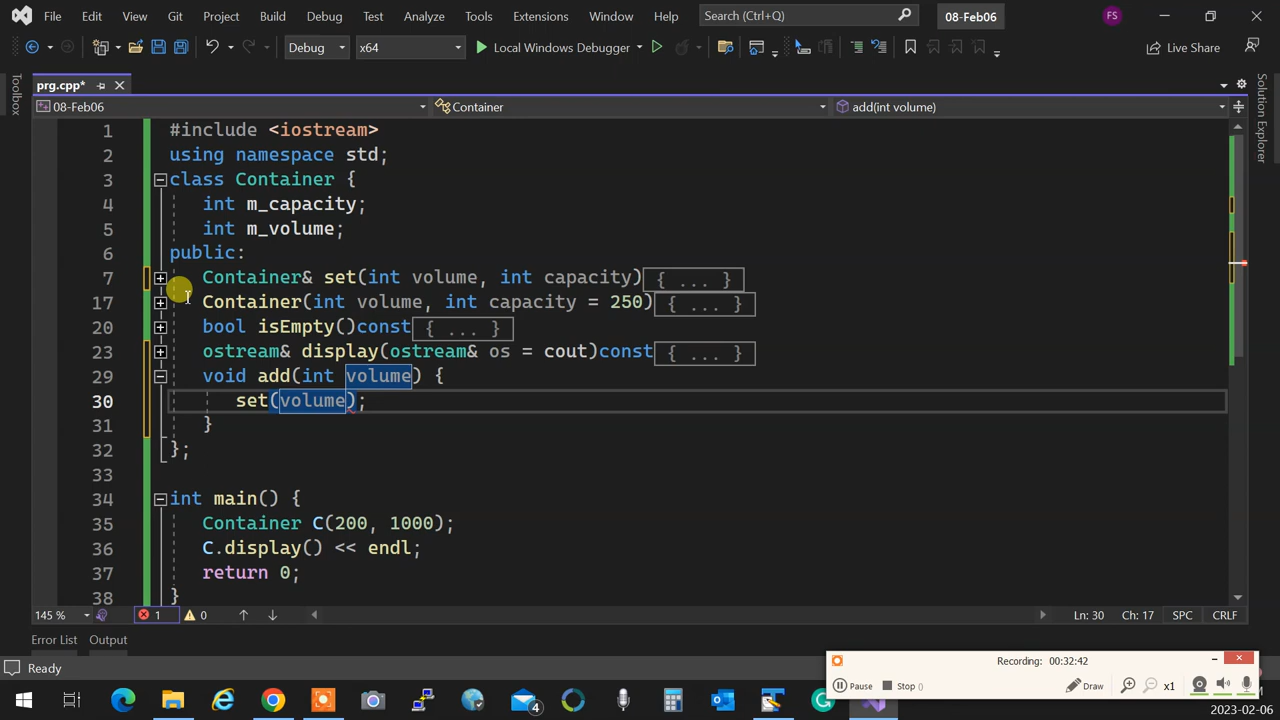 File Edit View Git Project Build Debug Test Analyze Tools Extensions Window Help Search (Ctrl+Q) 08-Feb06 FS
Debug x64 Local Windows Debugger Live Share
prg.cpp*
08-Feb06 Container add(int volume)
1 #include <iostream>
2 using namespace std;
3 class Container {
4 int m_capacity;
5 int m_volume;
6 public:
7 Container& set(int volume, int capacity){ ... }
17 Container(int volume, int capacity = 250){ ... }
20 bool isEmpty()const{ ... }
23 ostream& display(ostream& os = cout)const{ ... }
29 void add(int volume) {
30 set(volume);
31 }
32 };
33
34 int main() {
35 Container C(200, 1000);
36 C.display() << endl;
37 return 0;
38 }
145 % 1 0 Ln: 30 Ch: 17 SPC CRLF
Error List Output
Ready
Toolbox
Solution Explorer
Recording: 00:32:42
Pause Stop () Draw x1
4
2023-02-06